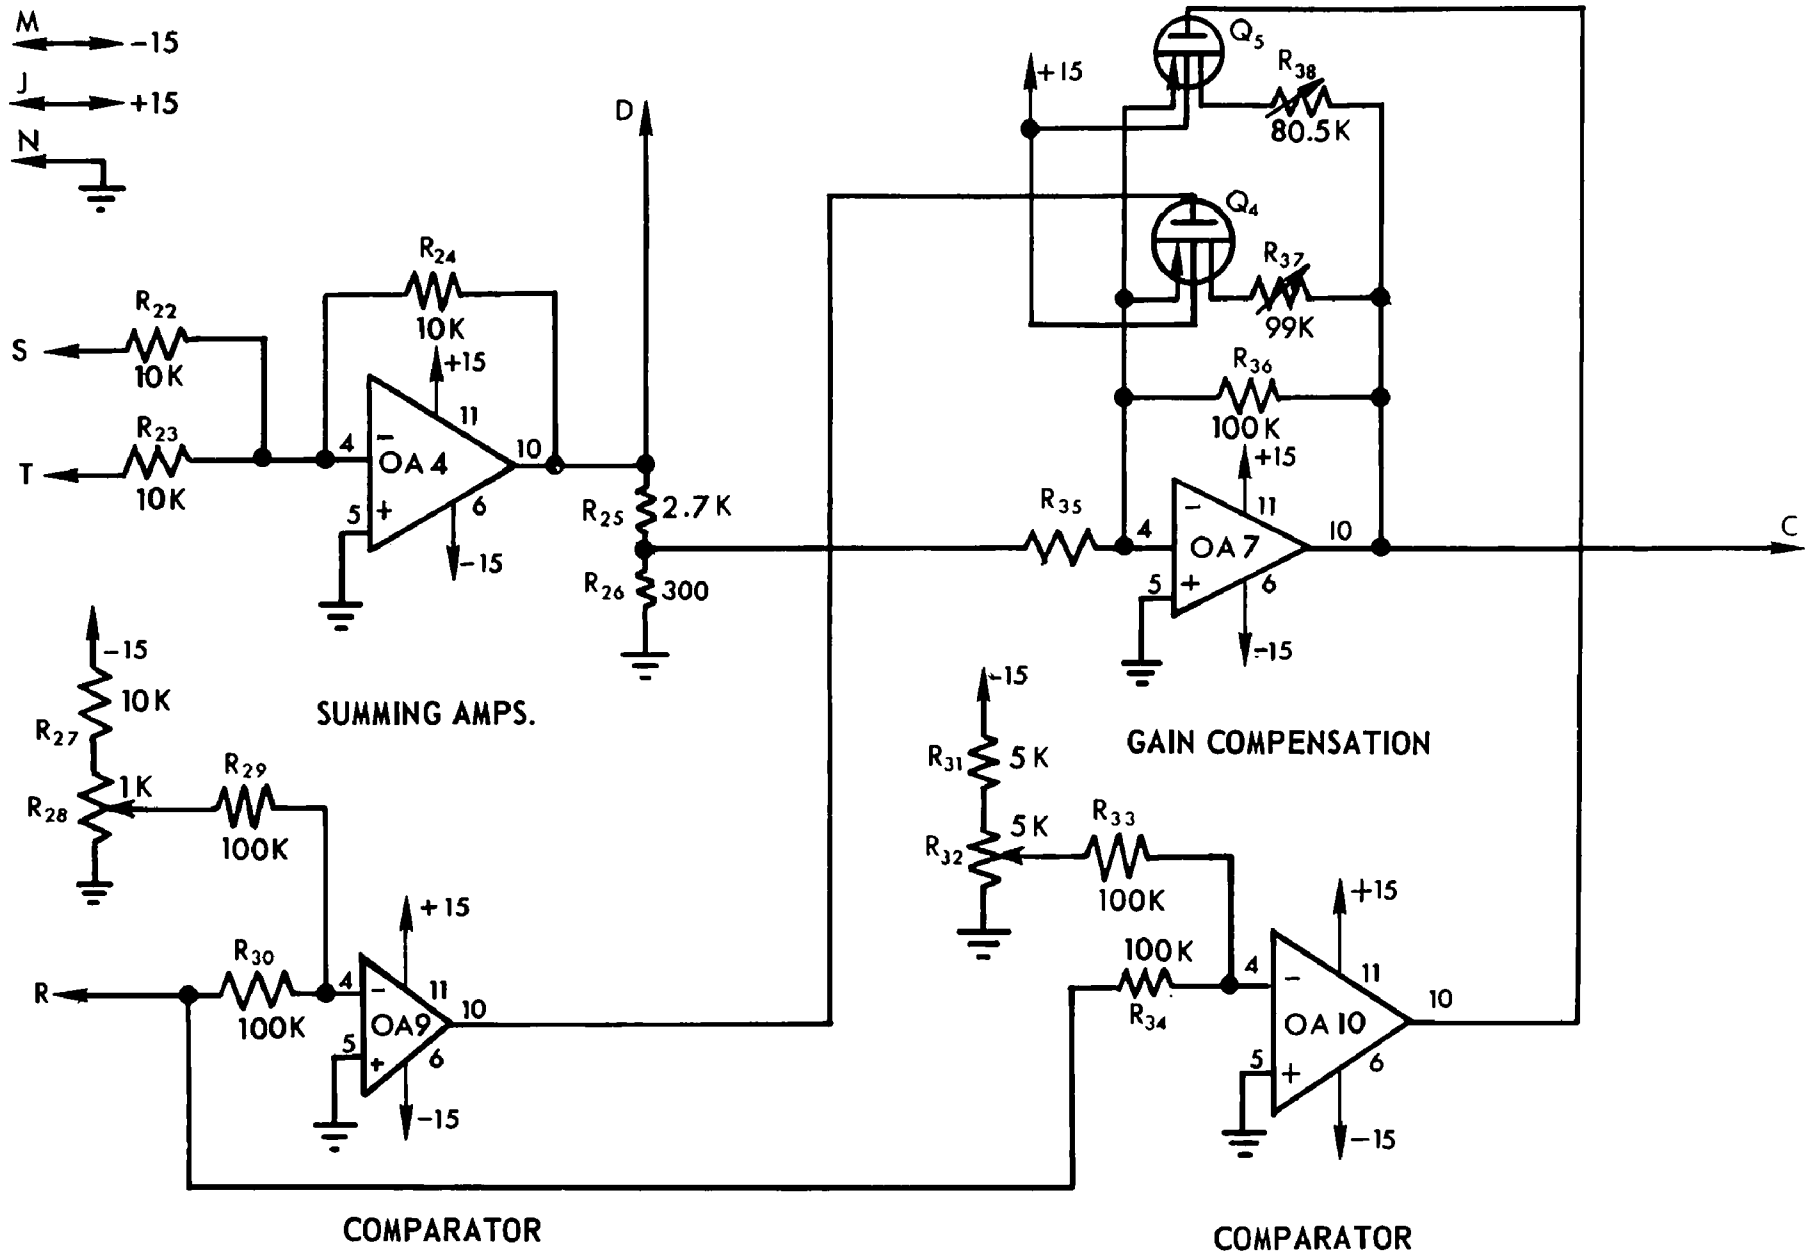 M
-15
J
+15
N
D
+15
Q5
R38
80.5K
Q4
R37
99K
R24
10K
R22
S
10K
R23
T
10K
+15
11
4
-
OA4
10
5
+
6
-15
R25
2.7K
R26
300
R36
100K
+15
11
R35
4
-
OA7
10
C
5
+
6
-15
-15
10K
R27
1K
R28
R29
100K
SUMMING AMPS.
GAIN COMPENSATION
-15
R31
5K
5K
R32
R33
100K
100K
R34
+15
R30
R
100K
4
-
11
OA9
10
5
+
6
-15
+15
4
-
11
OA10
10
5
+
6
-15
COMPARATOR
COMPARATOR